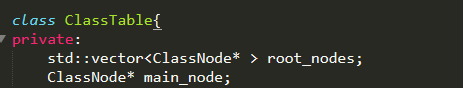 class ClassTable{
private:
    std::vector<ClassNode* > root_nodes;
    ClassNode* main_node;